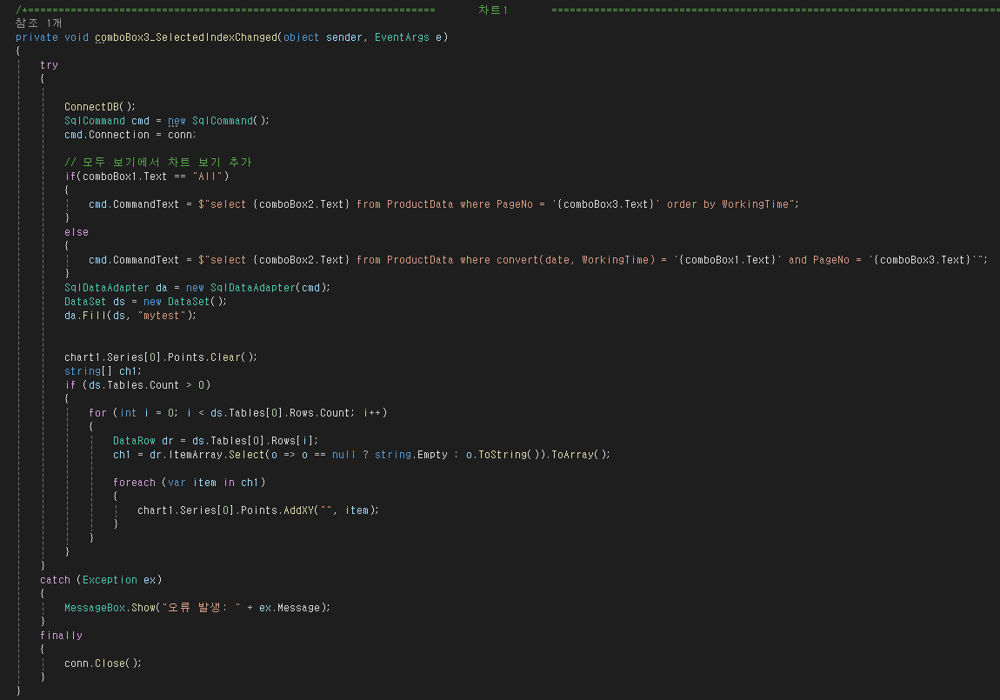 /*==================================================================== 차트1 ===========================================================================
참조 1개
private void comboBox3_SelectedIndexChanged(object sender, EventArgs e)
{
try
{
ConnectDB();
SqlCommand cmd = new SqlCommand();
cmd.Connection = conn;
// 모두 보기에서 차트 보기 추가
if(comboBox1.Text == "All")
{
cmd.CommandText = $"select {comboBox2.Text} from ProductData where PageNo = '{comboBox3.Text}' order by WorkingTime";
}
else
{
cmd.CommandText = $"select {comboBox2.Text} from ProductData where convert(date, WorkingTime) = '{comboBox1.Text}' and PageNo = '{comboBox3.Text}'";
}
SqlDataAdapter da = new SqlDataAdapter(cmd);
DataSet ds = new DataSet();
da.Fill(ds, "mytest");
chart1.Series[0].Points.Clear();
string[] ch1;
if (ds.Tables.Count > 0)
{
for (int i = 0; i < ds.Tables[0].Rows.Count; i++)
{
DataRow dr = ds.Tables[0].Rows[i];
ch1 = dr.ItemArray.Select(o => o == null ? string.Empty : o.ToString()).ToArray();
foreach (var item in ch1)
{
chart1.Series[0].Points.AddXY("", item);
}
}
}
}
catch (Exception ex)
{
MessageBox.Show("오류 발생: " + ex.Message);
}
finally
{
conn.Close();
}
}